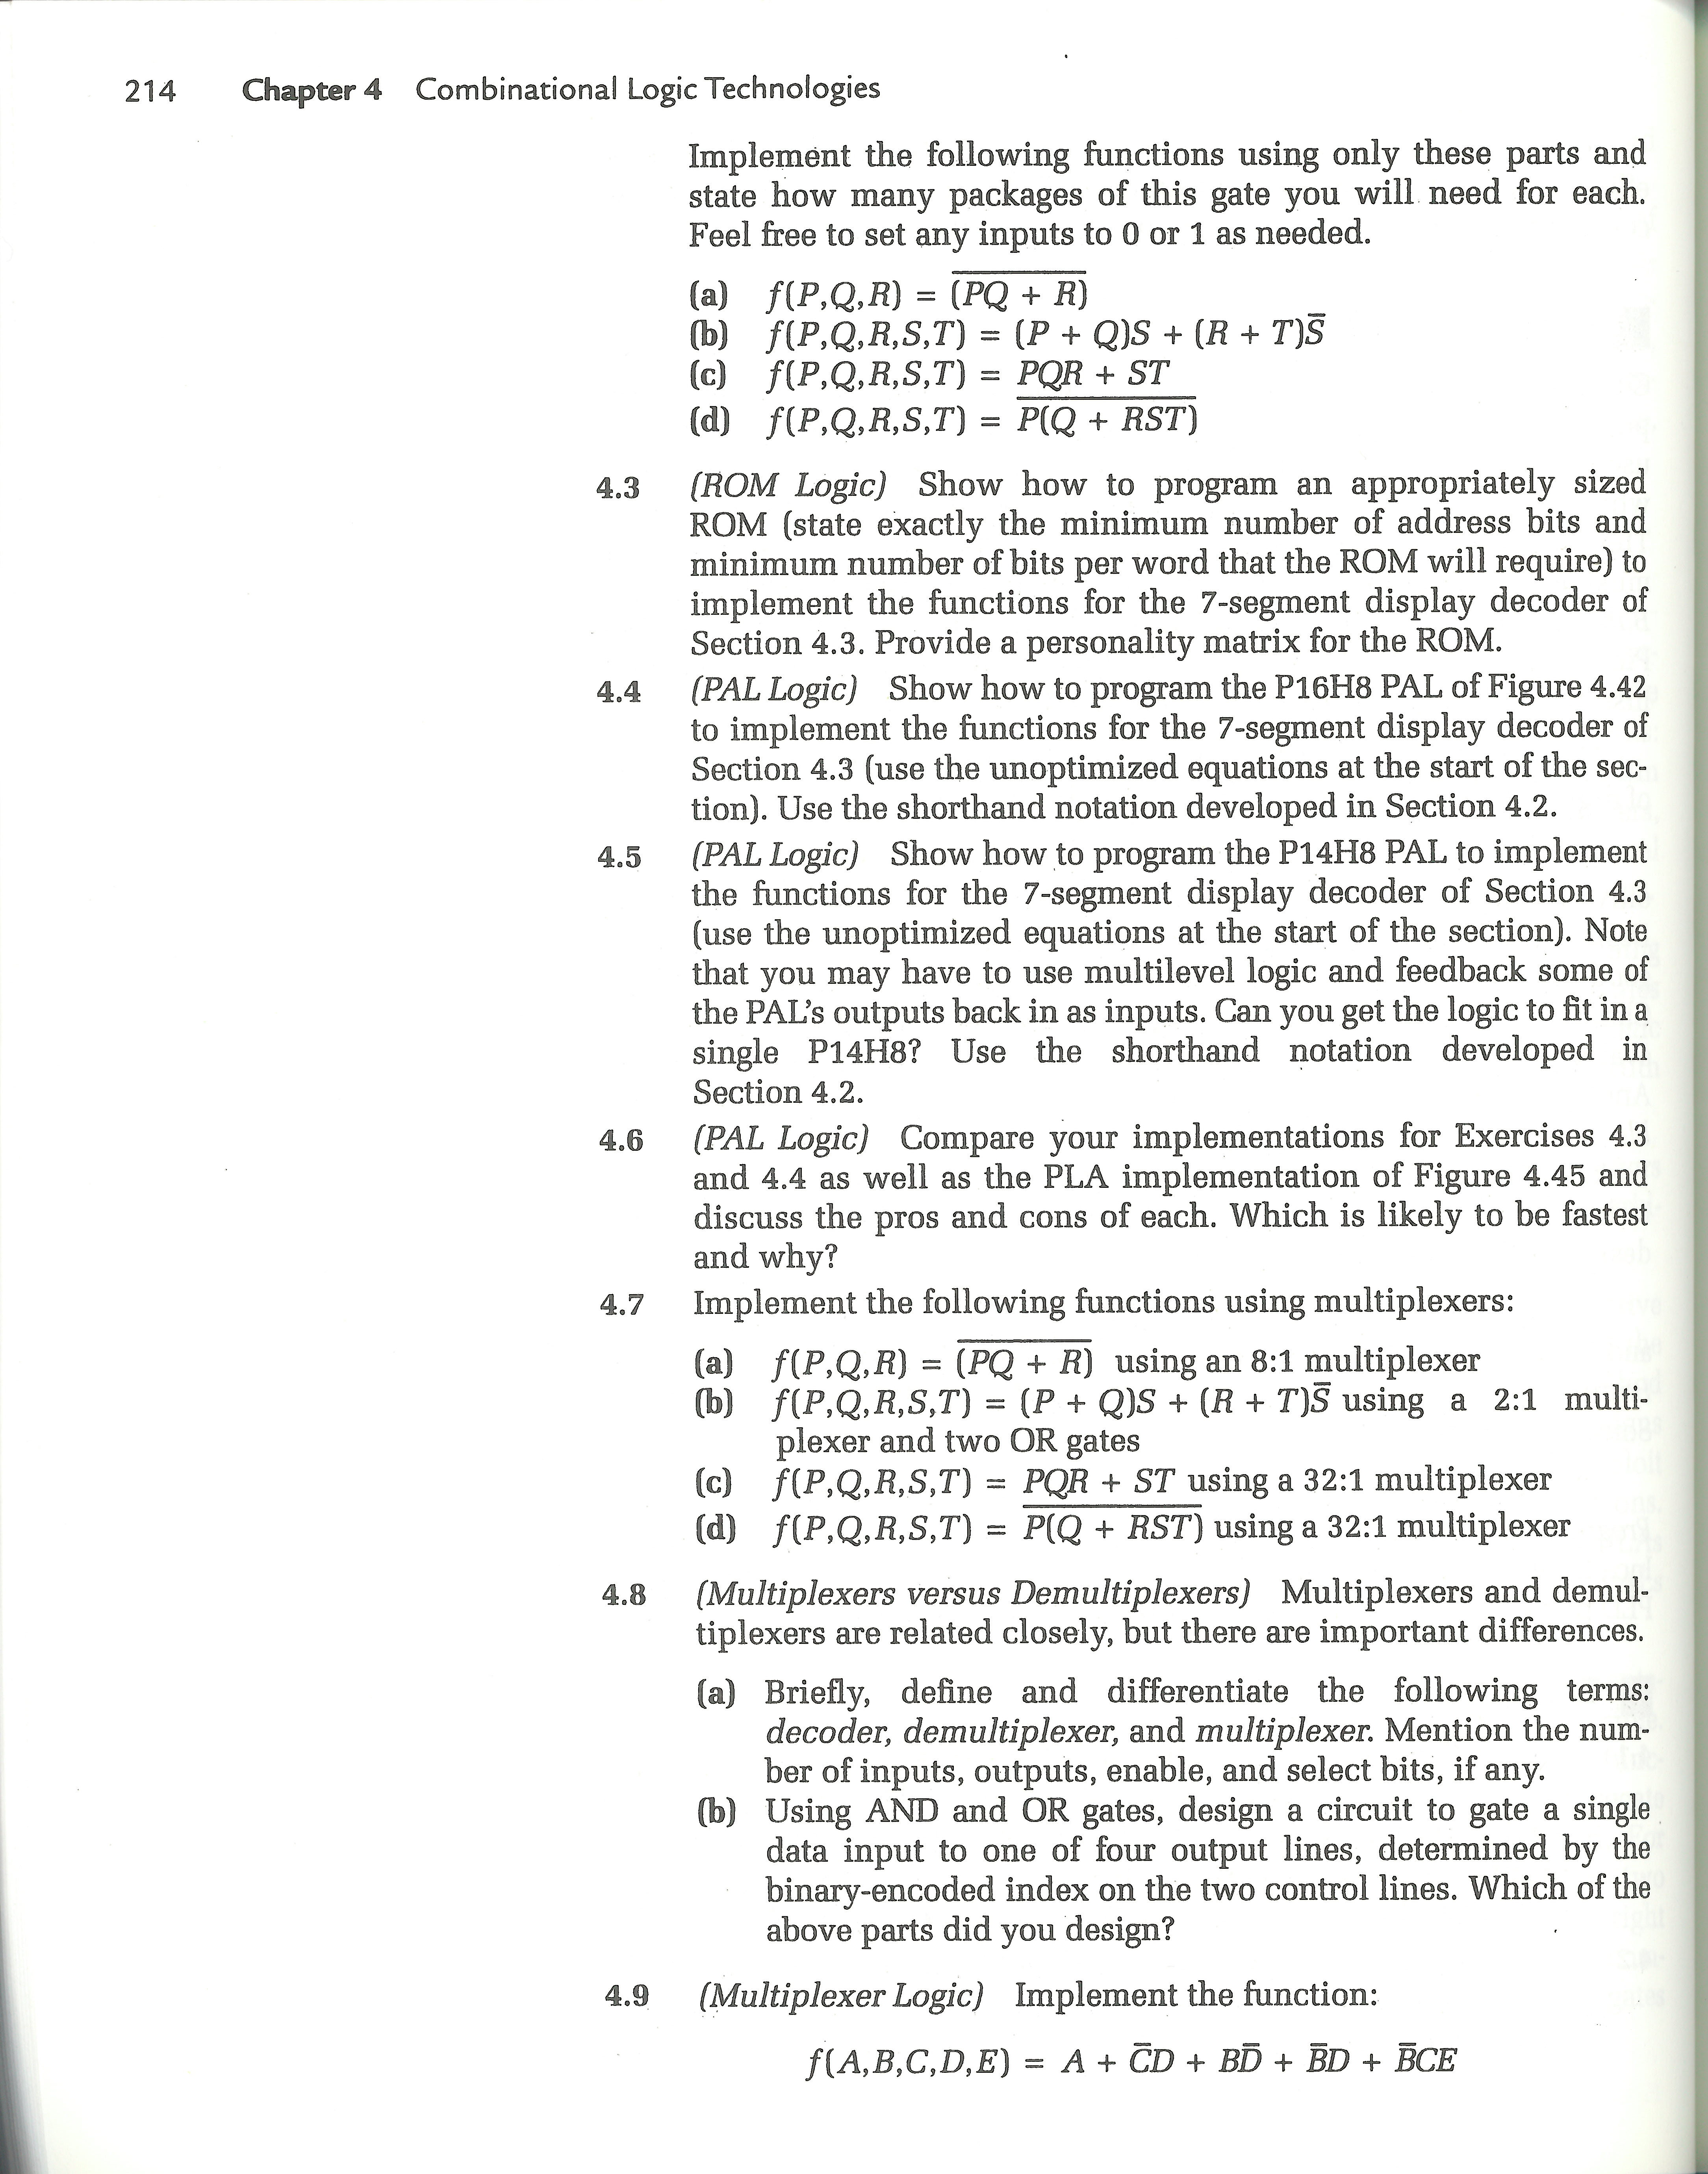 214 Chapter 4 Combinational Logic Technologies
Implement the following functions using only these parts and
state how many packages of this gate you will need for each.
Feel free to set any inputs to 0 or 1 as needed.
(a) f(P,Q,R) = \overline{(PQ + R)}
(b) f(P,Q,R,S,T) = (P + Q)S + (R + T)S̅
(c) f(P,Q,R,S,T) = PQR + ST
(d) f(P,Q,R,S,T) = \overline{P(Q + RST)}
4.3 (ROM Logic) Show how to program an appropriately sized
ROM (state exactly the minimum number of address bits and
minimum number of bits per word that the ROM will require) to
implement the functions for the 7-segment display decoder of
Section 4.3. Provide a personality matrix for the ROM.
4.4 (PAL Logic) Show how to program the P16H8 PAL of Figure 4.42
to implement the functions for the 7-segment display decoder of
Section 4.3 (use the unoptimized equations at the start of the sec-
tion). Use the shorthand notation developed in Section 4.2.
4.5 (PAL Logic) Show how to program the P14H8 PAL to implement
the functions for the 7-segment display decoder of Section 4.3
(use the unoptimized equations at the start of the section). Note
that you may have to use multilevel logic and feedback some of
the PAL's outputs back in as inputs. Can you get the logic to fit in a
single P14H8? Use the shorthand notation developed in
Section 4.2.
4.6 (PAL Logic) Compare your implementations for Exercises 4.3
and 4.4 as well as the PLA implementation of Figure 4.45 and
discuss the pros and cons of each. Which is likely to be fastest
and why?
4.7 Implement the following functions using multiplexers:
(a) f(P,Q,R) = \overline{(PQ + R)} using an 8:1 multiplexer
(b) f(P,Q,R,S,T) = (P + Q)S + (R + T)S̅ using a 2:1 multi-
plexer and two OR gates
(c) f(P,Q,R,S,T) = PQR + ST using a 32:1 multiplexer
(d) f(P,Q,R,S,T) = \overline{P(Q + RST)} using a 32:1 multiplexer
4.8 (Multiplexers versus Demultiplexers) Multiplexers and demul-
tiplexers are related closely, but there are important differences.
(a) Briefly, define and differentiate the following terms:
decoder, demultiplexer, and multiplexer. Mention the num-
ber of inputs, outputs, enable, and select bits, if any.
(b) Using AND and OR gates, design a circuit to gate a single
data input to one of four output lines, determined by the
binary-encoded index on the two control lines. Which of the
above parts did you design?
4.9 (Multiplexer Logic) Implement the function:
f(A,B,C,D,E) = A + C̅D + BD̅ + B̅D + B̅CE